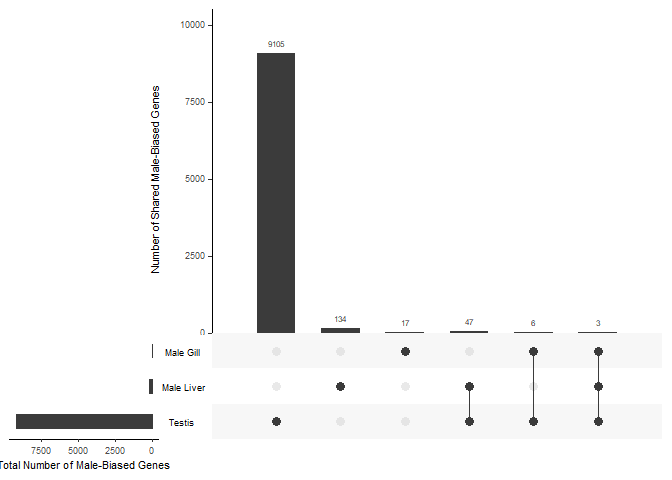 10000
9105
7500
Number of Shared Male-Biased Genes
5000
2500
134
17
47
6
3
0
Male Gill
Male Liver
Testis
7500 5000 2500 0
Total Number of Male-Biased Genes